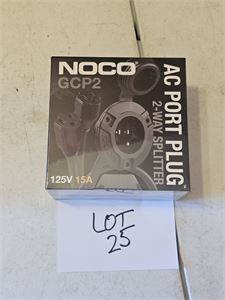 NOCO
GCP2
AC PORT PLUG
2-WAY SPLITTER
125V 15A
LOT
25